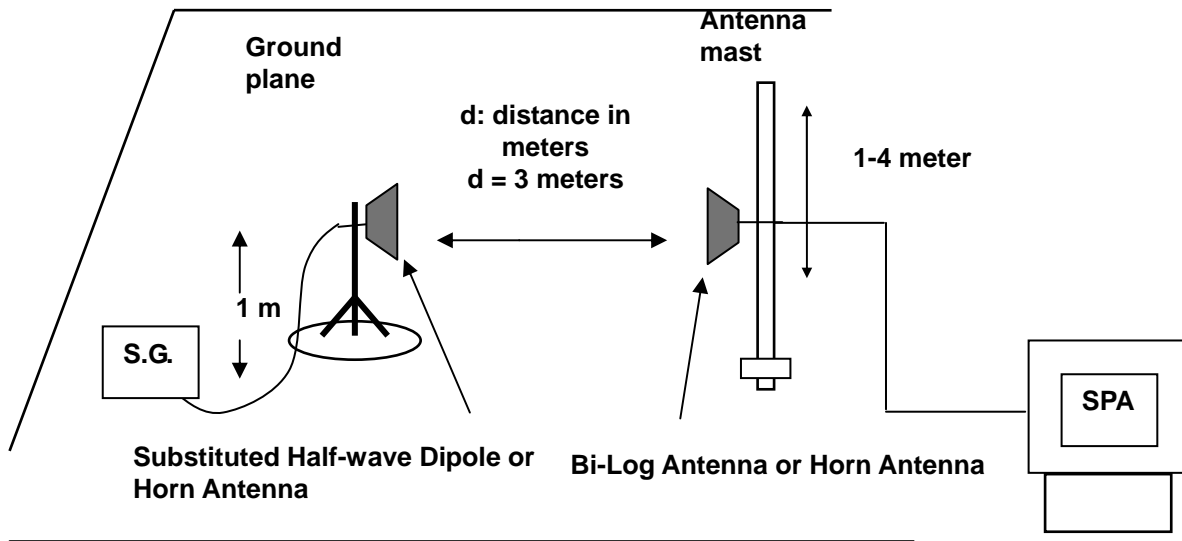 Ground
plane
Antenna
mast
d: distance in
meters
d = 3 meters
1-4 meter
1 m
S.G.
SPA
Substituted Half-wave Dipole or
Horn Antenna
Bi-Log Antenna or Horn Antenna